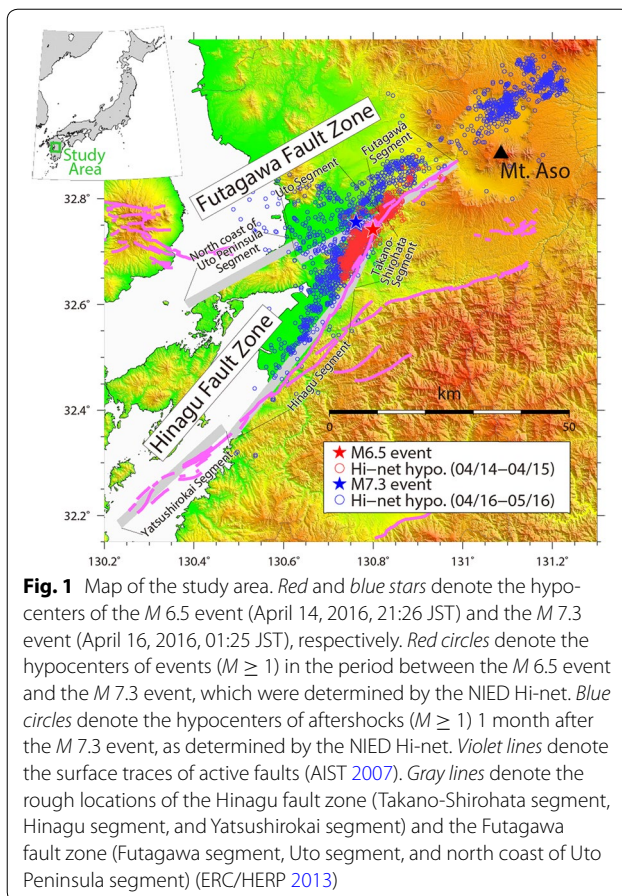 Study
Area
Futagawa Fault Zone
Futagawa
Segment
Uto Segment
Mt. Aso
North coast of
Uto Peninsula
Segment
Takano-
Shirohata
Segment
Hinagu Fault Zone
Hinagu Segment
Yatsushirokai Segment
32.8°
32.6°
32.4°
32.2°
km
0
50
M6.5 event
Hi-net hypo. (04/14-04/15)
M7.3 event
Hi-net hypo. (04/16-05/16)
130.2° 130.4° 130.6° 130.8° 131° 131.2°
Fig. 1 Map of the study area. Red and blue stars denote the hypo-
centers of the M 6.5 event (April 14, 2016, 21:26 JST) and the M 7.3
event (April 16, 2016, 01:25 JST), respectively. Red circles denote the
hypocenters of events (M ≥ 1) in the period between the M 6.5 event
and the M 7.3 event, which were determined by the NIED Hi-net. Blue
circles denote the hypocenters of aftershocks (M ≥ 1) 1 month after
the M 7.3 event, as determined by the NIED Hi-net. Violet lines denote
the surface traces of active faults (AIST 2007). Gray lines denote the
rough locations of the Hinagu fault zone (Takano-Shirohata segment,
Hinagu segment, and Yatsushirokai segment) and the Futagawa
fault zone (Futagawa segment, Uto segment, and north coast of Uto
Peninsula segment) (ERC/HERP 2013)